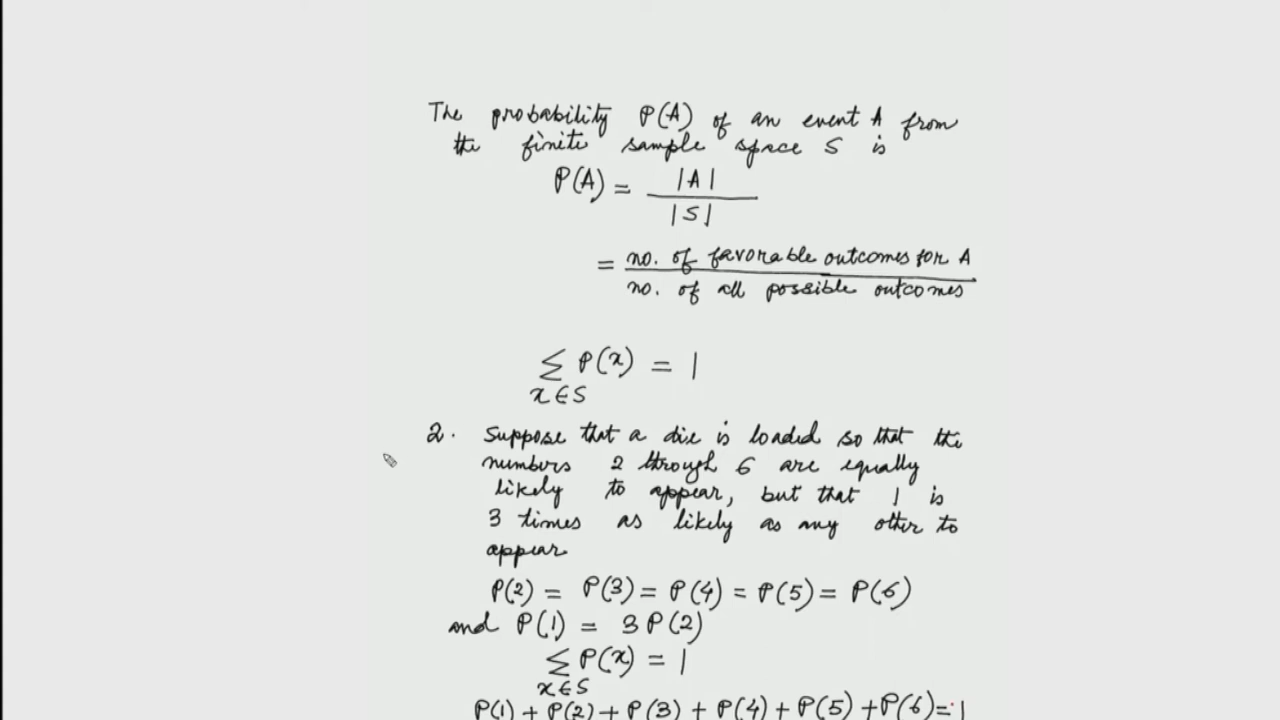 The probability P(A) of an event A from
the finite sample space S is
P(A) = |A| / |S|
= no. of favorable outcomes for A / no. of all possible outcomes
∑ P(x) = 1
x∈S
2. Suppose that a die is loaded so that the
numbers 2 through 6 are equally
likely to appear, but that 1 is
3 times as likely as any other to
appear
P(2) = P(3) = P(4) = P(5) = P(6)
and P(1) = 3P(2)
∑ P(x) = 1
x∈S
P(1) + P(2) + P(3) + P(4) + P(5) + P(6) = 1